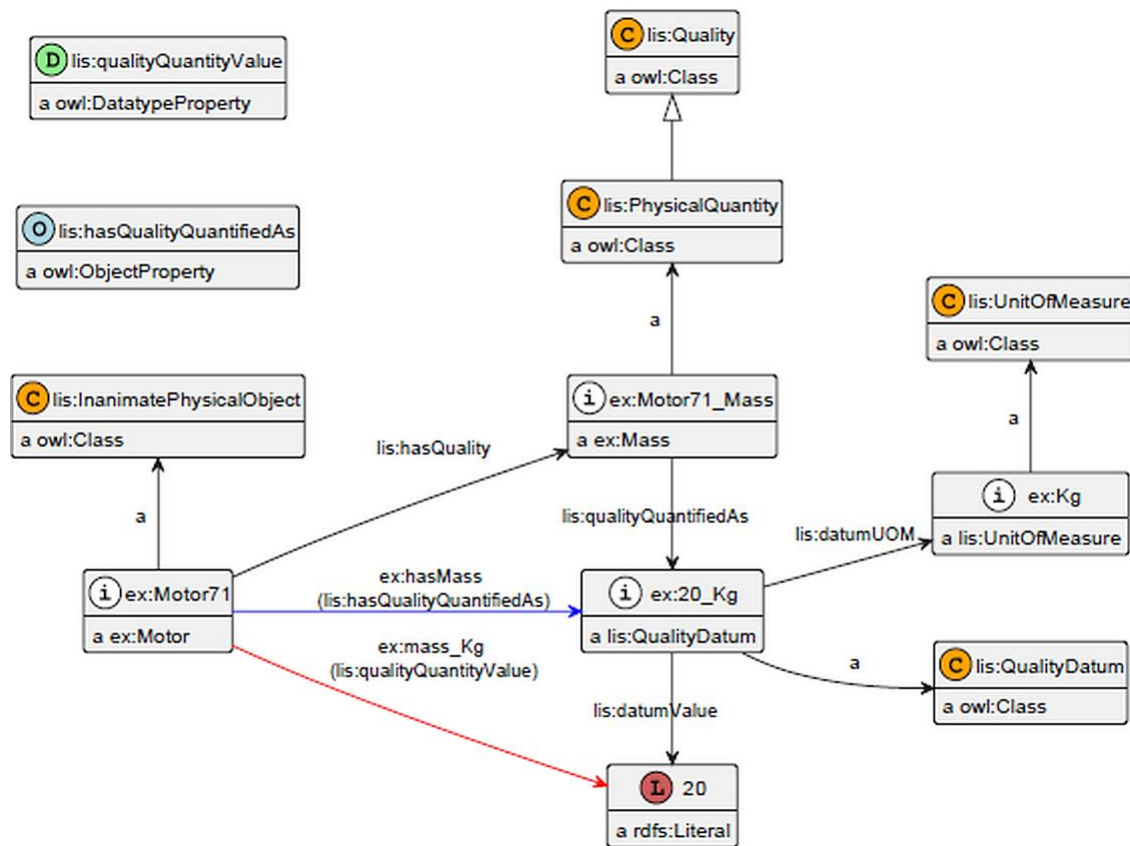 D lis:qualityQuantityValue
a owl:DatatypeProperty
C lis:Quality
a owl:Class
O lis:hasQualityQuantifiedAs
a owl:ObjectProperty
C lis:PhysicalQuantity
a owl:Class
C lis:UnitOfMeasure
a owl:Class
a
C lis:InanimatePhysicalObject
a owl:Class
i ex:Motor71_Mass
a ex:Mass
lis:hasQuality
a
a
i ex:Kg
a lis:UnitOfMeasure
lis:qualityQuantifiedAs
lis:datumUOM
i ex:Motor71
a ex:Motor
ex:hasMass
(lis:hasQualityQuantifiedAs)
i ex:20_Kg
a lis:QualityDatum
ex:mass_Kg
(lis:qualityQuantityValue)
a
C lis:QualityDatum
a owl:Class
lis:datumValue
L 20
a rdfs:Literal